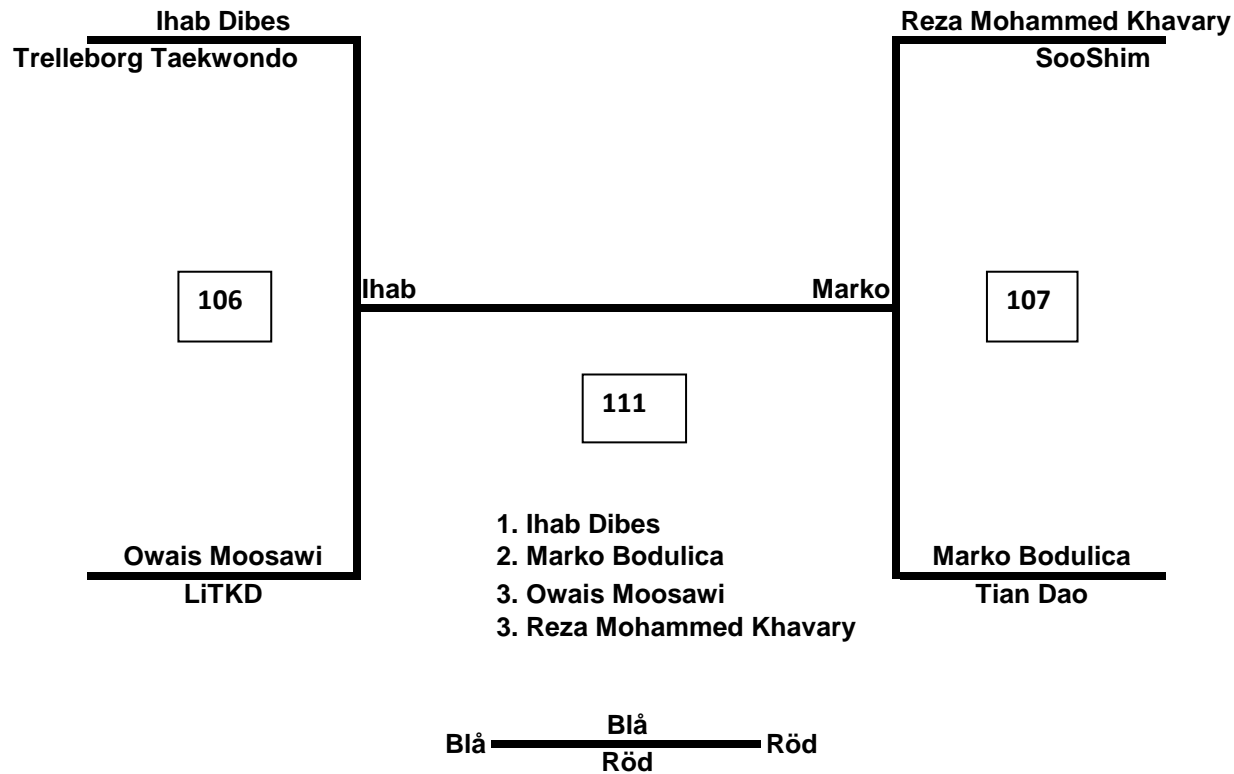 Ihab Dibes
Reza Mohammed Khavary
Trelleborg Taekwondo
SooShim
106
Ihab
Marko
107
111
1. Ihab Dibes
2. Marko Bodulica
3. Owais Moosawi
3. Reza Mohammed Khavary
Owais Moosawi
LiTKD
Marko Bodulica
Tian Dao
Blå
Blå
Röd
Röd